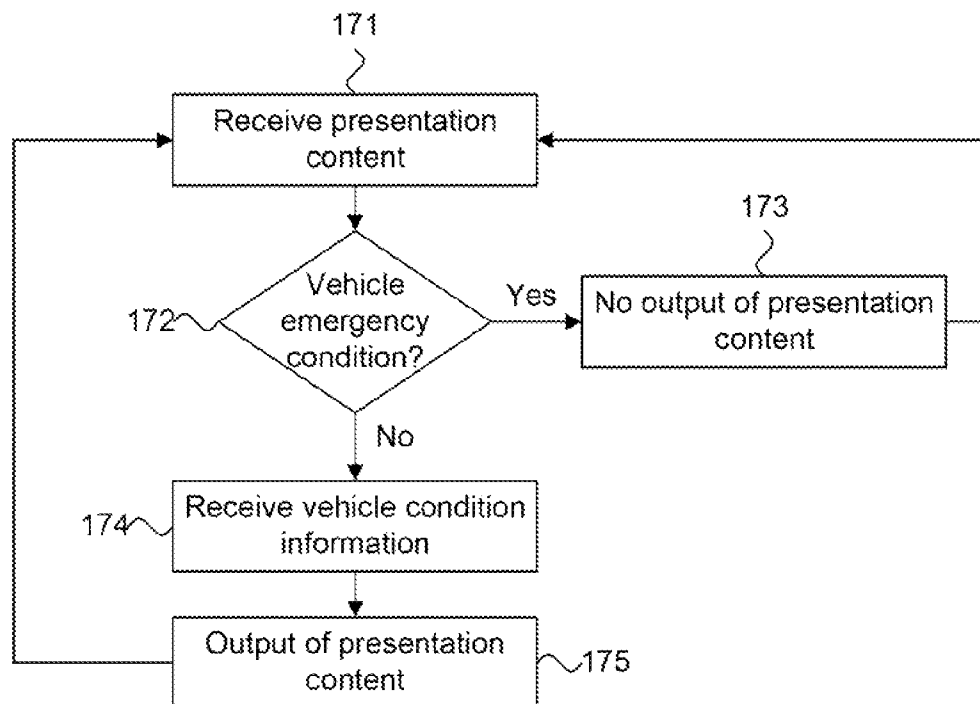 171
Receive presentation
content
173
172
Vehicle
emergency
condition?
Yes
No output of presentation
content
No
174
Receive vehicle condition
information
Output of presentation
content
175